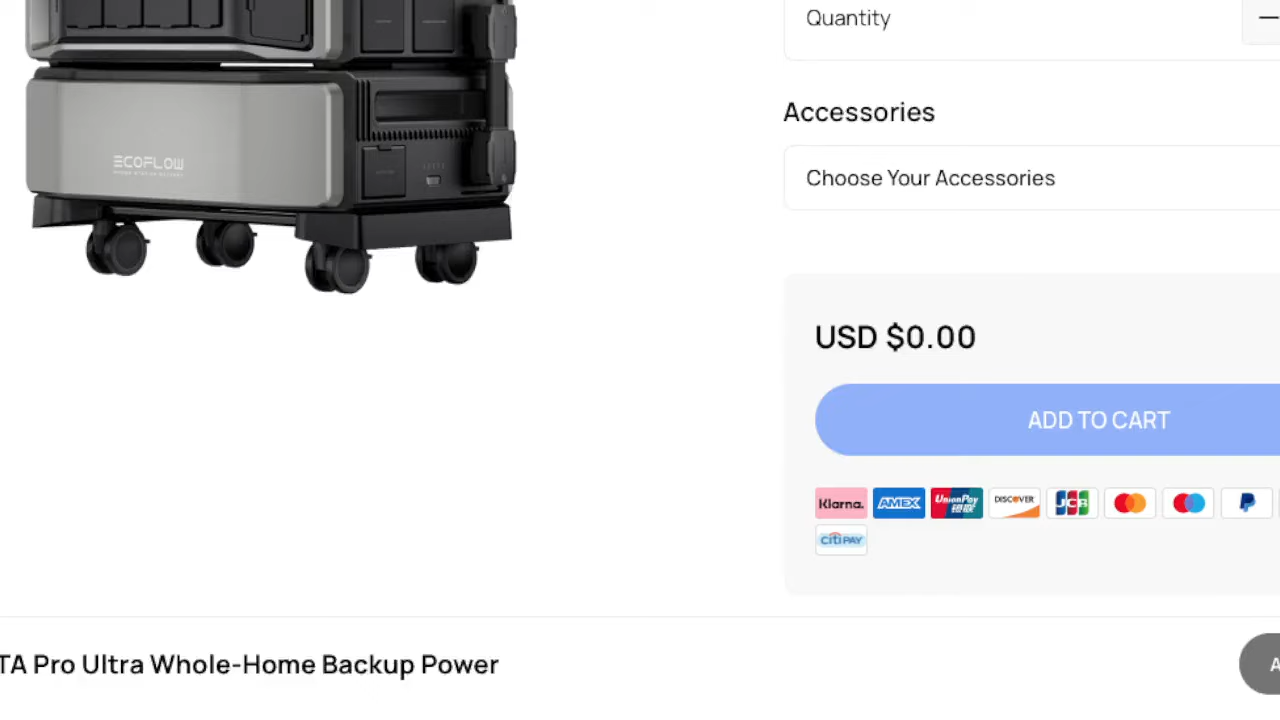 Quantity
Accessories
ECOFLOW
Choose Your Accessories
USD $0.00
ADD TO CART
Klarna.
AMEX
UnionPay
银联
DISCOVER
JCB
citi PAY
TA Pro Ultra Whole-Home Backup Power
A